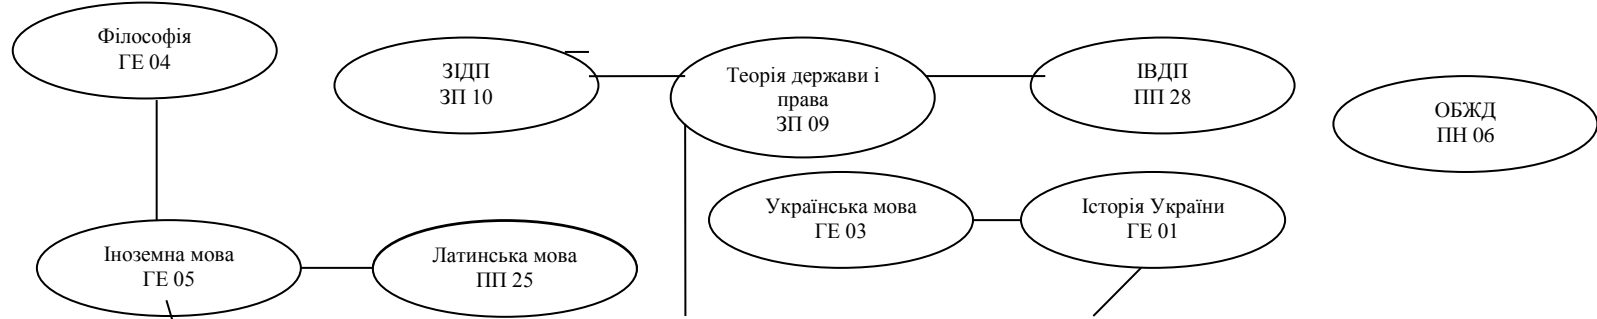 Філософія
ГЕ 04
ЗІДП
ЗП 10
Теорія держави і
права
ЗП 09
ІВДП
ПП 28
ОБЖД
ПН 06
Українська мова
ГЕ 03
Історія України
ГЕ 01
Іноземна мова
ГЕ 05
Латинська мова
ПП 25